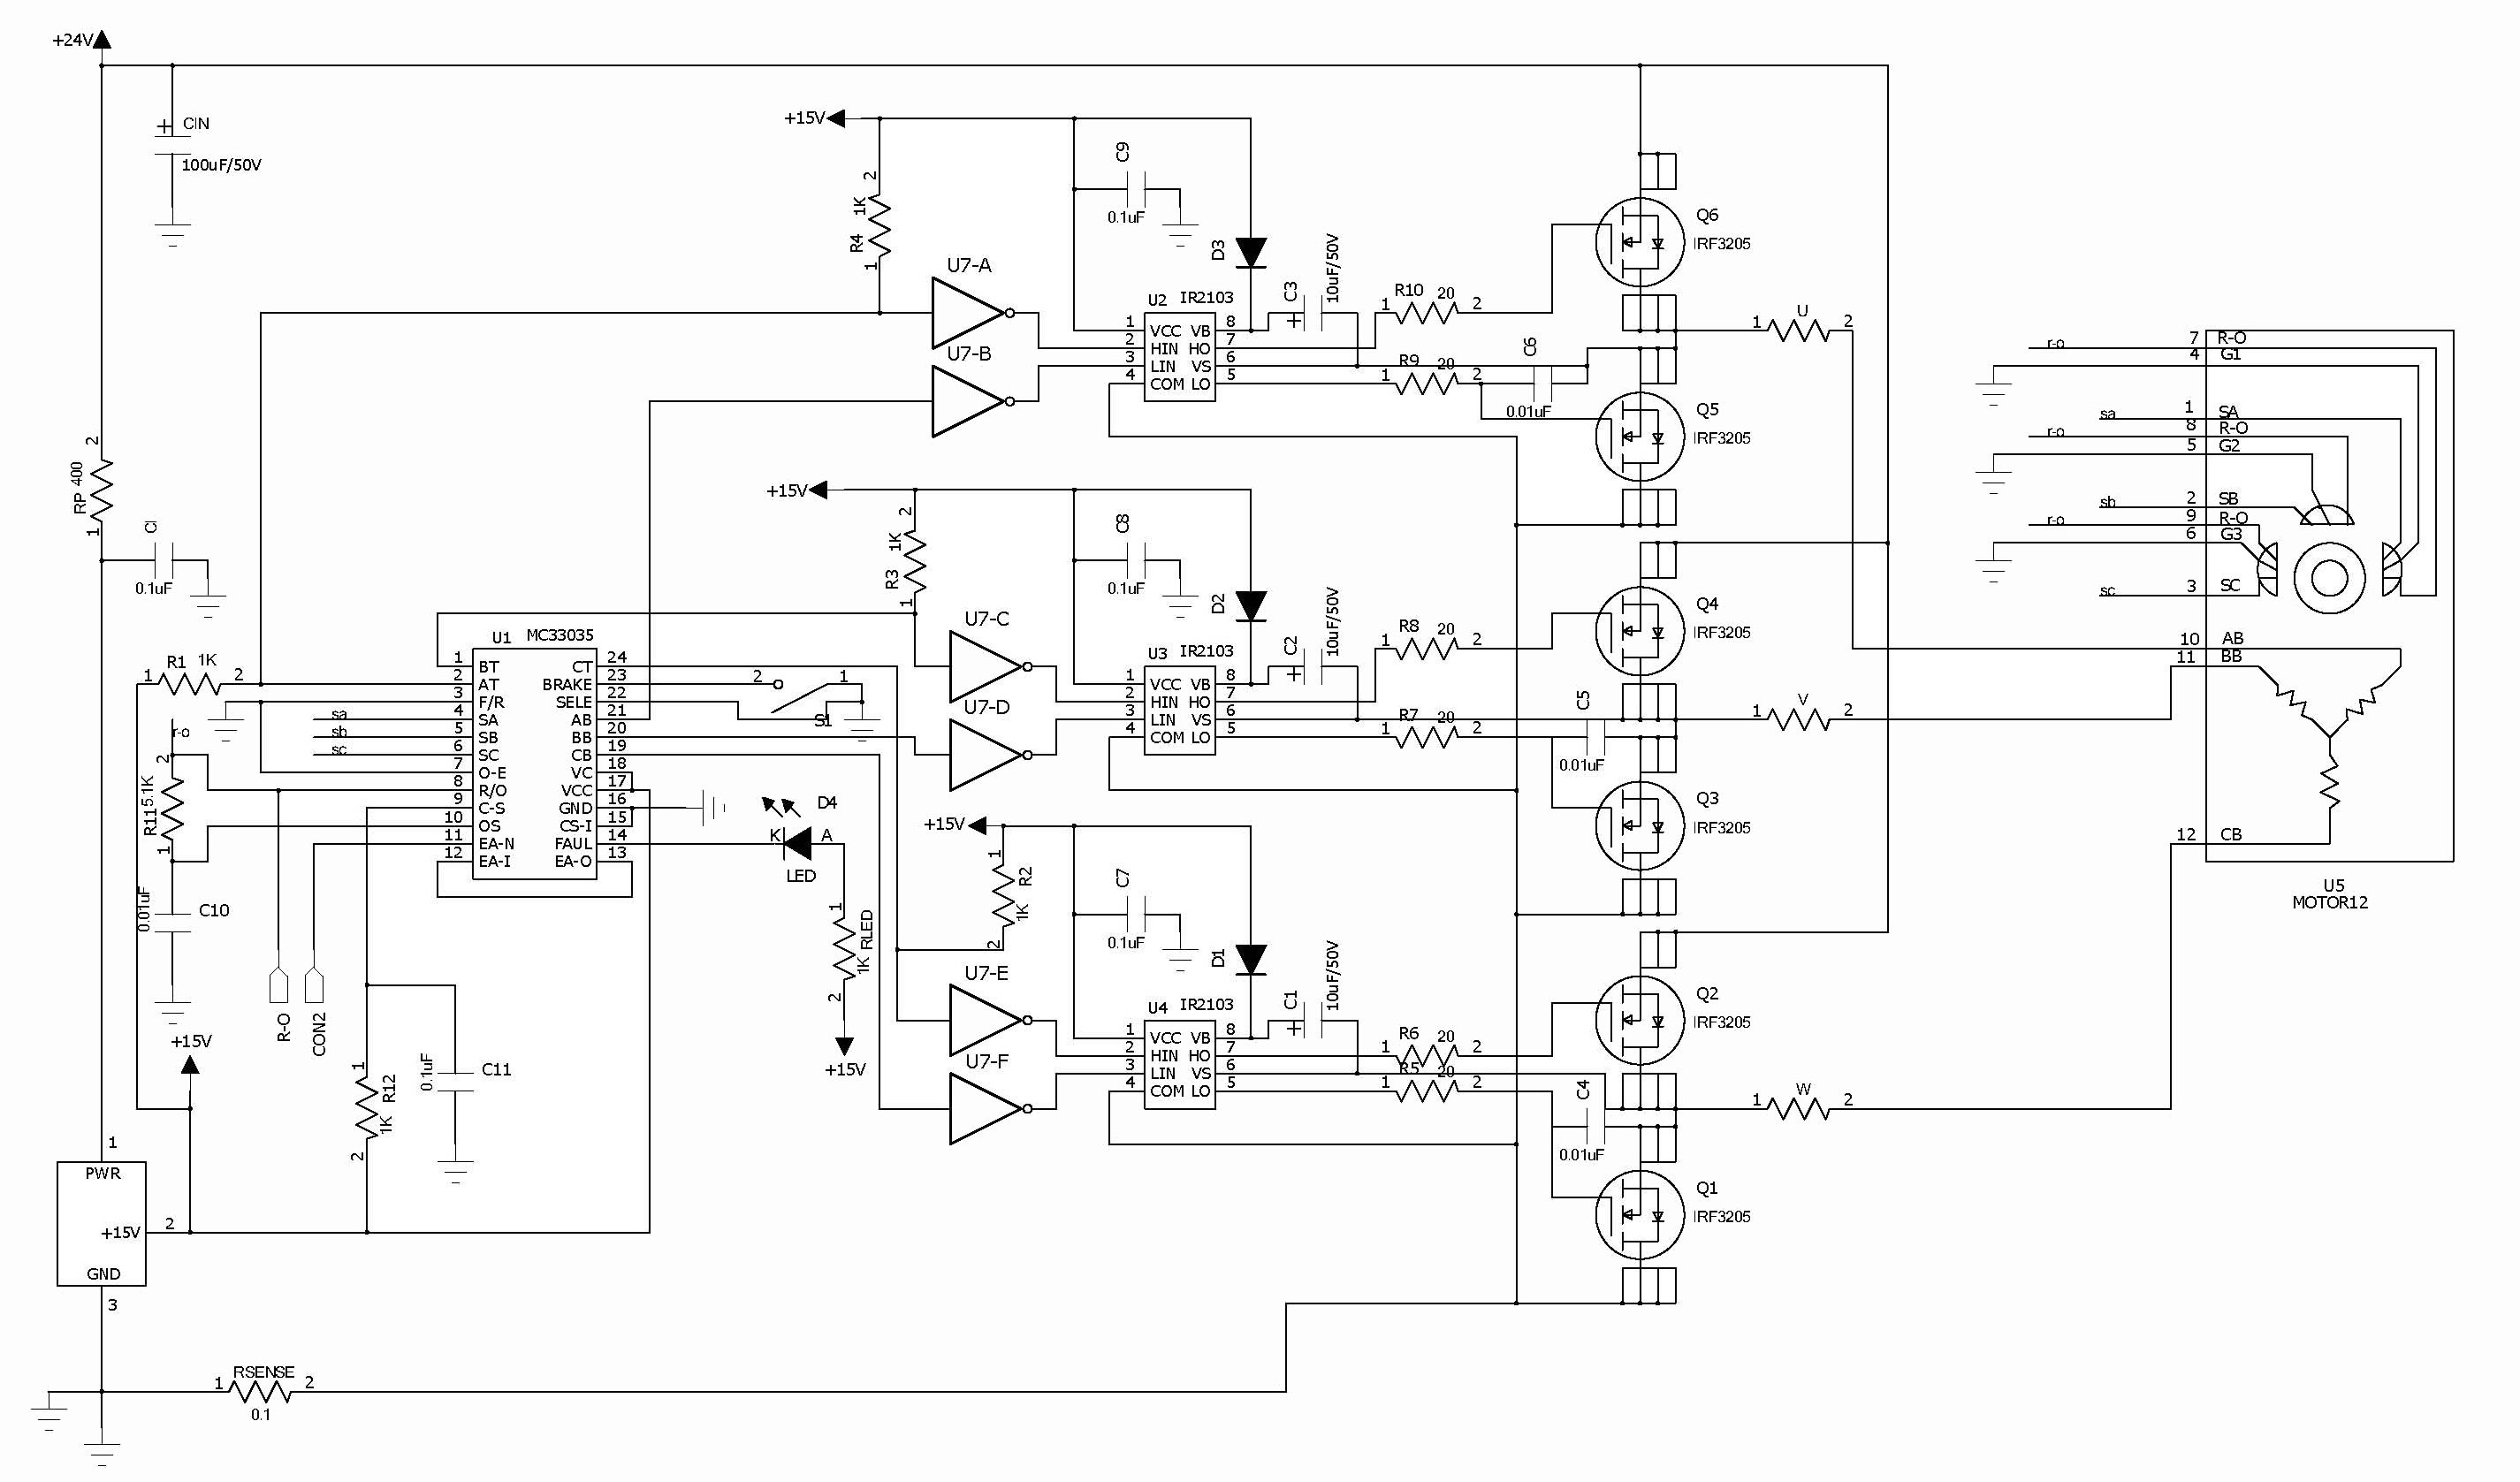 +24V
CIN
+
100uF/50V
2
RP 400
1
CI
0.1uF
+15V
2
1K
R4
1
C9
0.1uF
D3
U7-A
U7-B
U2 IR2103
1 VCC VB 8
2 HIN HO 7
3 LIN VS 6
4 COM LO 5
C3
+
10uF/50V
1 R10 20 2
1 R9 20 2
C6
0.01uF
Q6
IRF3205
Q5
IRF3205
1 U 2
+15V
2
1K
R3
1
C8
0.1uF
D2
U7-C
U7-D
U3 IR2103
1 VCC VB 8
2 HIN HO 7
3 LIN VS 6
4 COM LO 5
C2
+
10uF/50V
1 R8 20 2
1 R7 20 2
C5
0.01uF
Q4
IRF3205
Q3
IRF3205
1 V 2
+15V
1
R2
1K
2
C7
0.1uF
D1
U7-E
U7-F
U4 IR2103
1 VCC VB 8
2 HIN HO 7
3 LIN VS 6
4 COM LO 5
C1
+
10uF/50V
1 R6 20 2
1 R5 20 2
C4
0.01uF
Q2
IRF3205
Q1
IRF3205
1 W 2
U1 MC33035
1 BT CT 24
2 AT BRAKE 23
3 F/R SELE 22
4 SA AB 21
5 SB BB 20
6 SC CB 19
7 O-E VC 18
8 R/O VCC 17
9 C-S GND 16
10 OS CS-I 15
11 EA-N FAUL 14
12 EA-I EA-O 13
1 R1 1K 2
sa
sb
sc
r-o
2
R11 5.1K
1
0.01uF
C10
R-O
CON2
+15V
2 1
S1
D4
K A
LED
1
1K RLED
2
+15V
1
1K R12
2
0.1uF
C11
1
PWR
+15V 2
GND
3
1 RSENSE 2
0.1
r-o 7 R-O
4 G1
sa 1 SA
r-o 8 R-O
5 G2
sb 2 SB
r-o 9 R-O
6 G3
sc 3 SC
10 AB
11 BB
12 CB
U5
MOTOR12